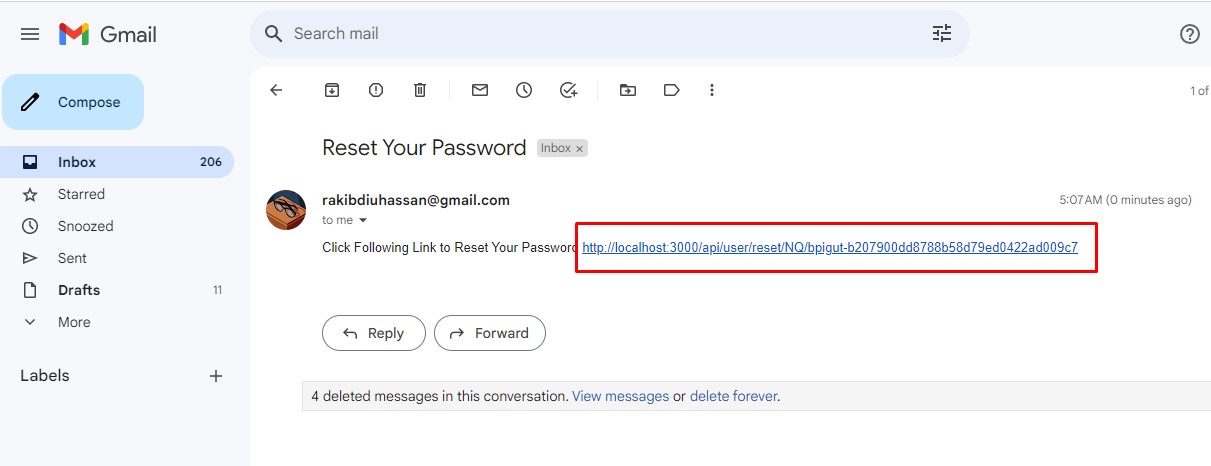 Gmail
Search mail
Compose
1 of
Inbox 206
Starred
Snoozed
Sent
Drafts 11
More
Labels
Reset Your Password Inbox ×
rakibdiuhassan@gmail.com 5:07 AM (0 minutes ago)
to me
Click Following Link to Reset Your Password http://localhost:3000/api/user/reset/NQ/bpigut-b207900dd8788b58d79ed0422ad009c7
Reply Forward
4 deleted messages in this conversation. View messages or delete forever.